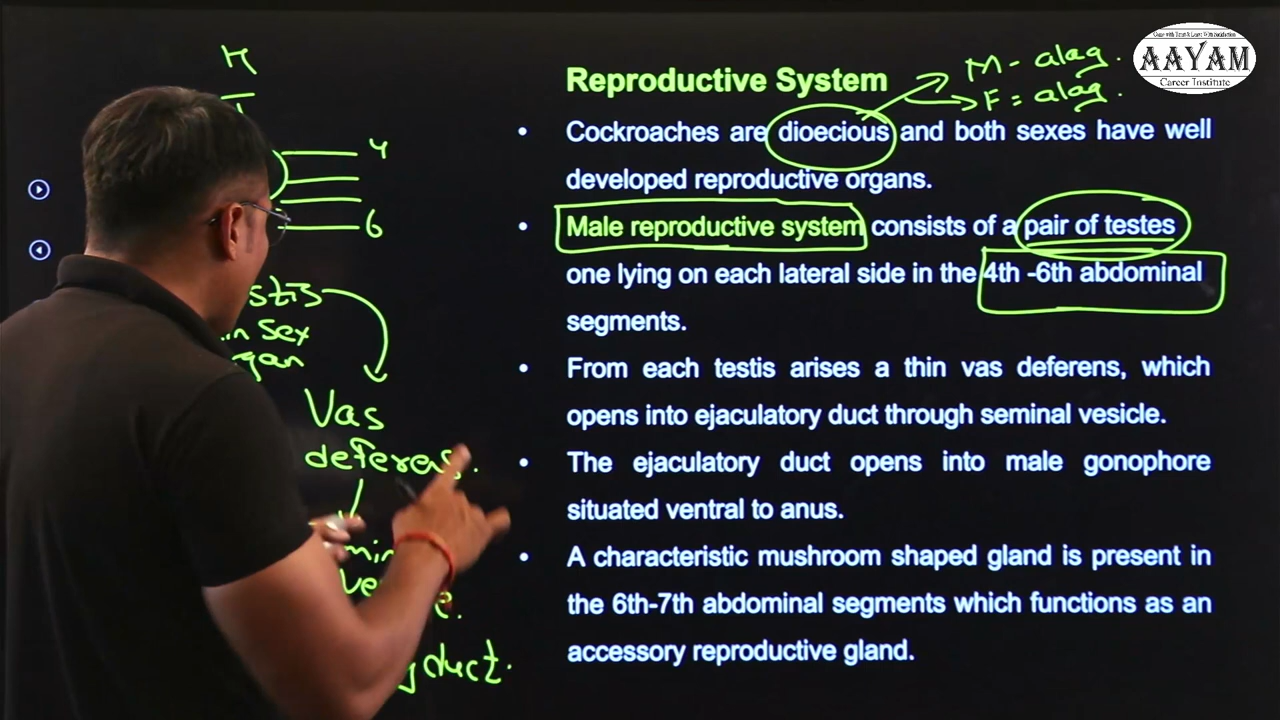 AAYAM
Career Institute
M - alag.
F = alag.
Reproductive System
• Cockroaches are dioecious and both sexes have well
developed reproductive organs.
• Male reproductive system consists of a pair of testes
one lying on each lateral side in the 4th -6th abdominal
segments.
• From each testis arises a thin vas deferens, which
opens into ejaculatory duct through seminal vesicle.
• The ejaculatory duct opens into male gonophore
situated ventral to anus.
• A characteristic mushroom shaped gland is present in
the 6th-7th abdominal segments which functions as an
accessory reproductive gland.
4
6
sex
Vas
deferens.
duct.